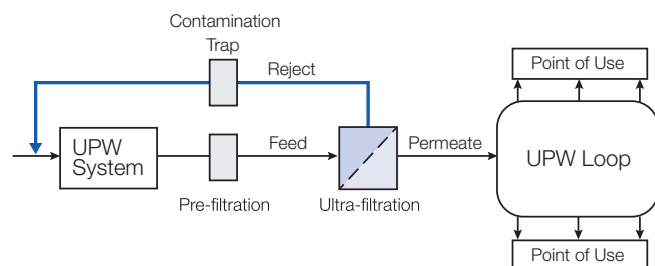 Contamination
Trap
Reject
Point of Use
UPW
System
Feed
Permeate
UPW Loop
Pre-filtration
Ultra-filtration
Point of Use